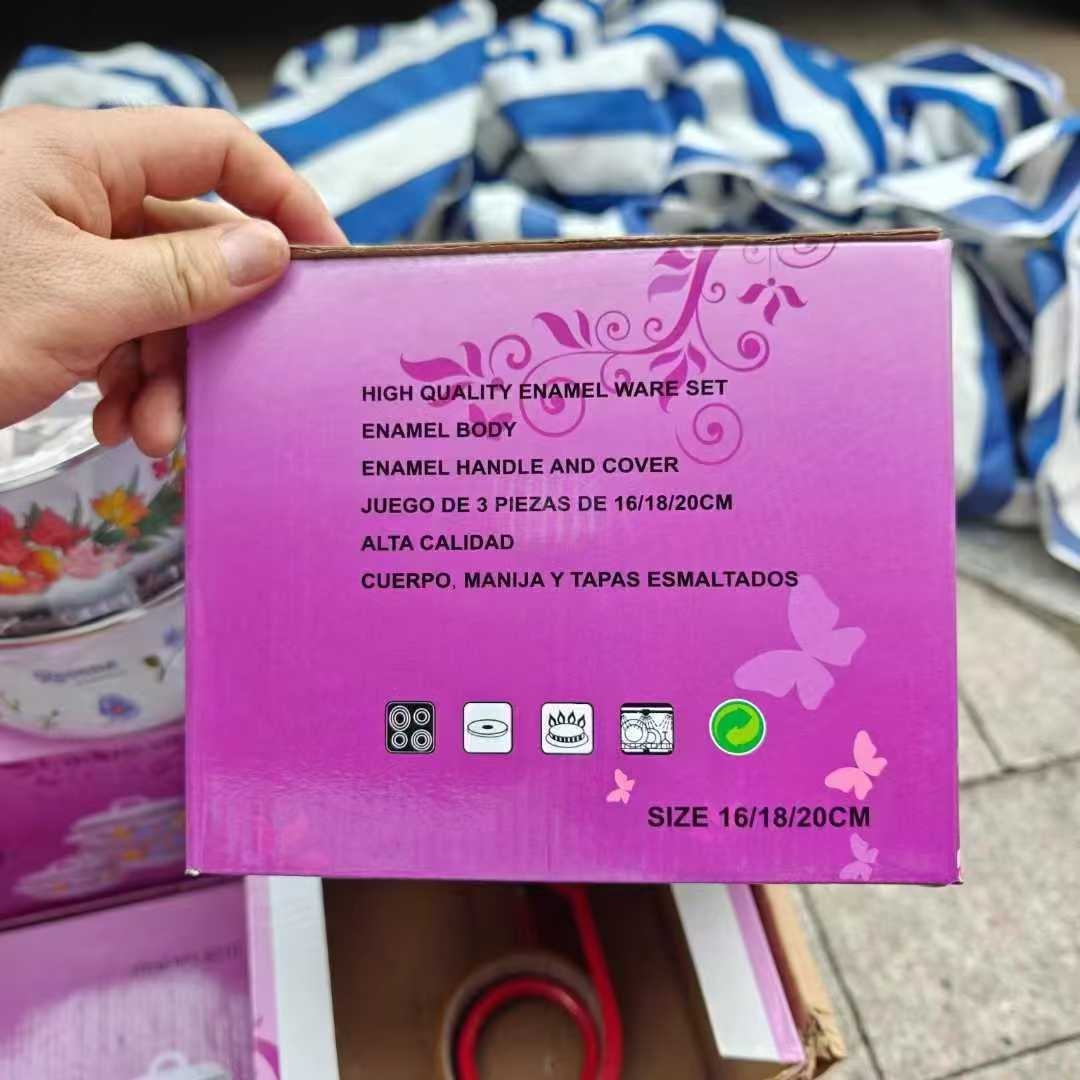 HIGH QUALITY ENAMEL WARE SET
ENAMEL BODY
ENAMEL HANDLE AND COVER
JUEGO DE 3 PIEZAS DE 16/18/20CM
ALTA CALIDAD
CUERPO, MANIJA Y TAPAS ESMALTADOS
SIZE 16/18/20CM